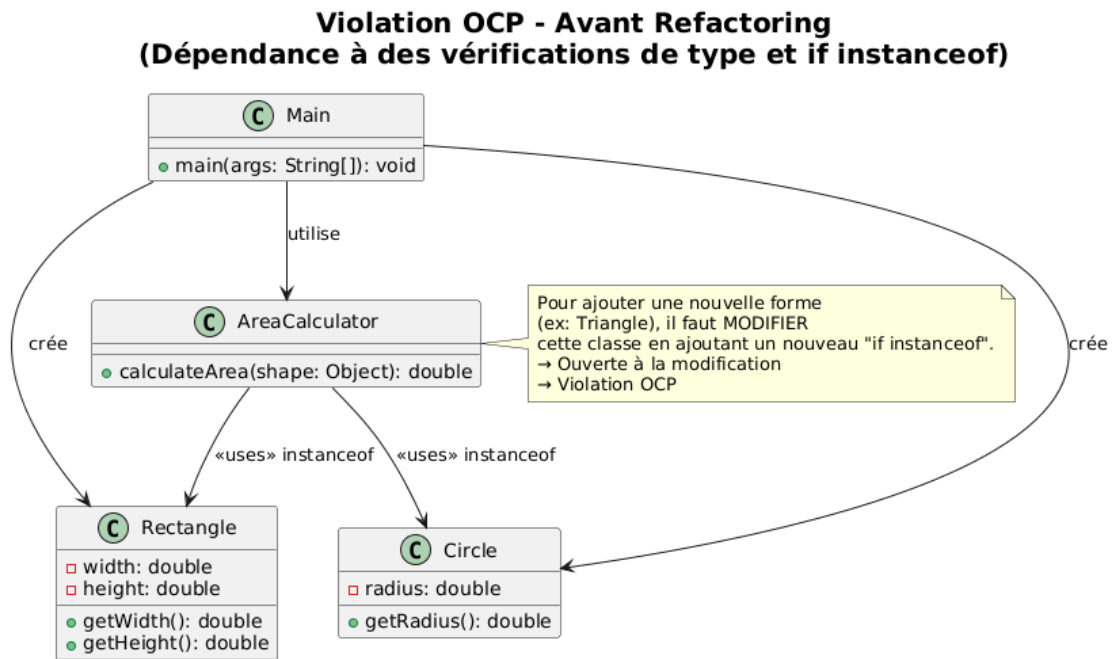 Violation OCP - Avant Refactoring
(Dépendance à des vérifications de type et if instanceof)
C Main
main(args: String[]): void
utilise
crée
crée
C AreaCalculator
calculateArea(shape: Object): double
Pour ajouter une nouvelle forme
(ex: Triangle), il faut MODIFIER
cette classe en ajoutant un nouveau "if instanceof".
→ Ouverte à la modification
→ Violation OCP
«uses» instanceof
«uses» instanceof
C Rectangle
width: double
height: double
getWidth(): double
getHeight(): double
C Circle
radius: double
getRadius(): double